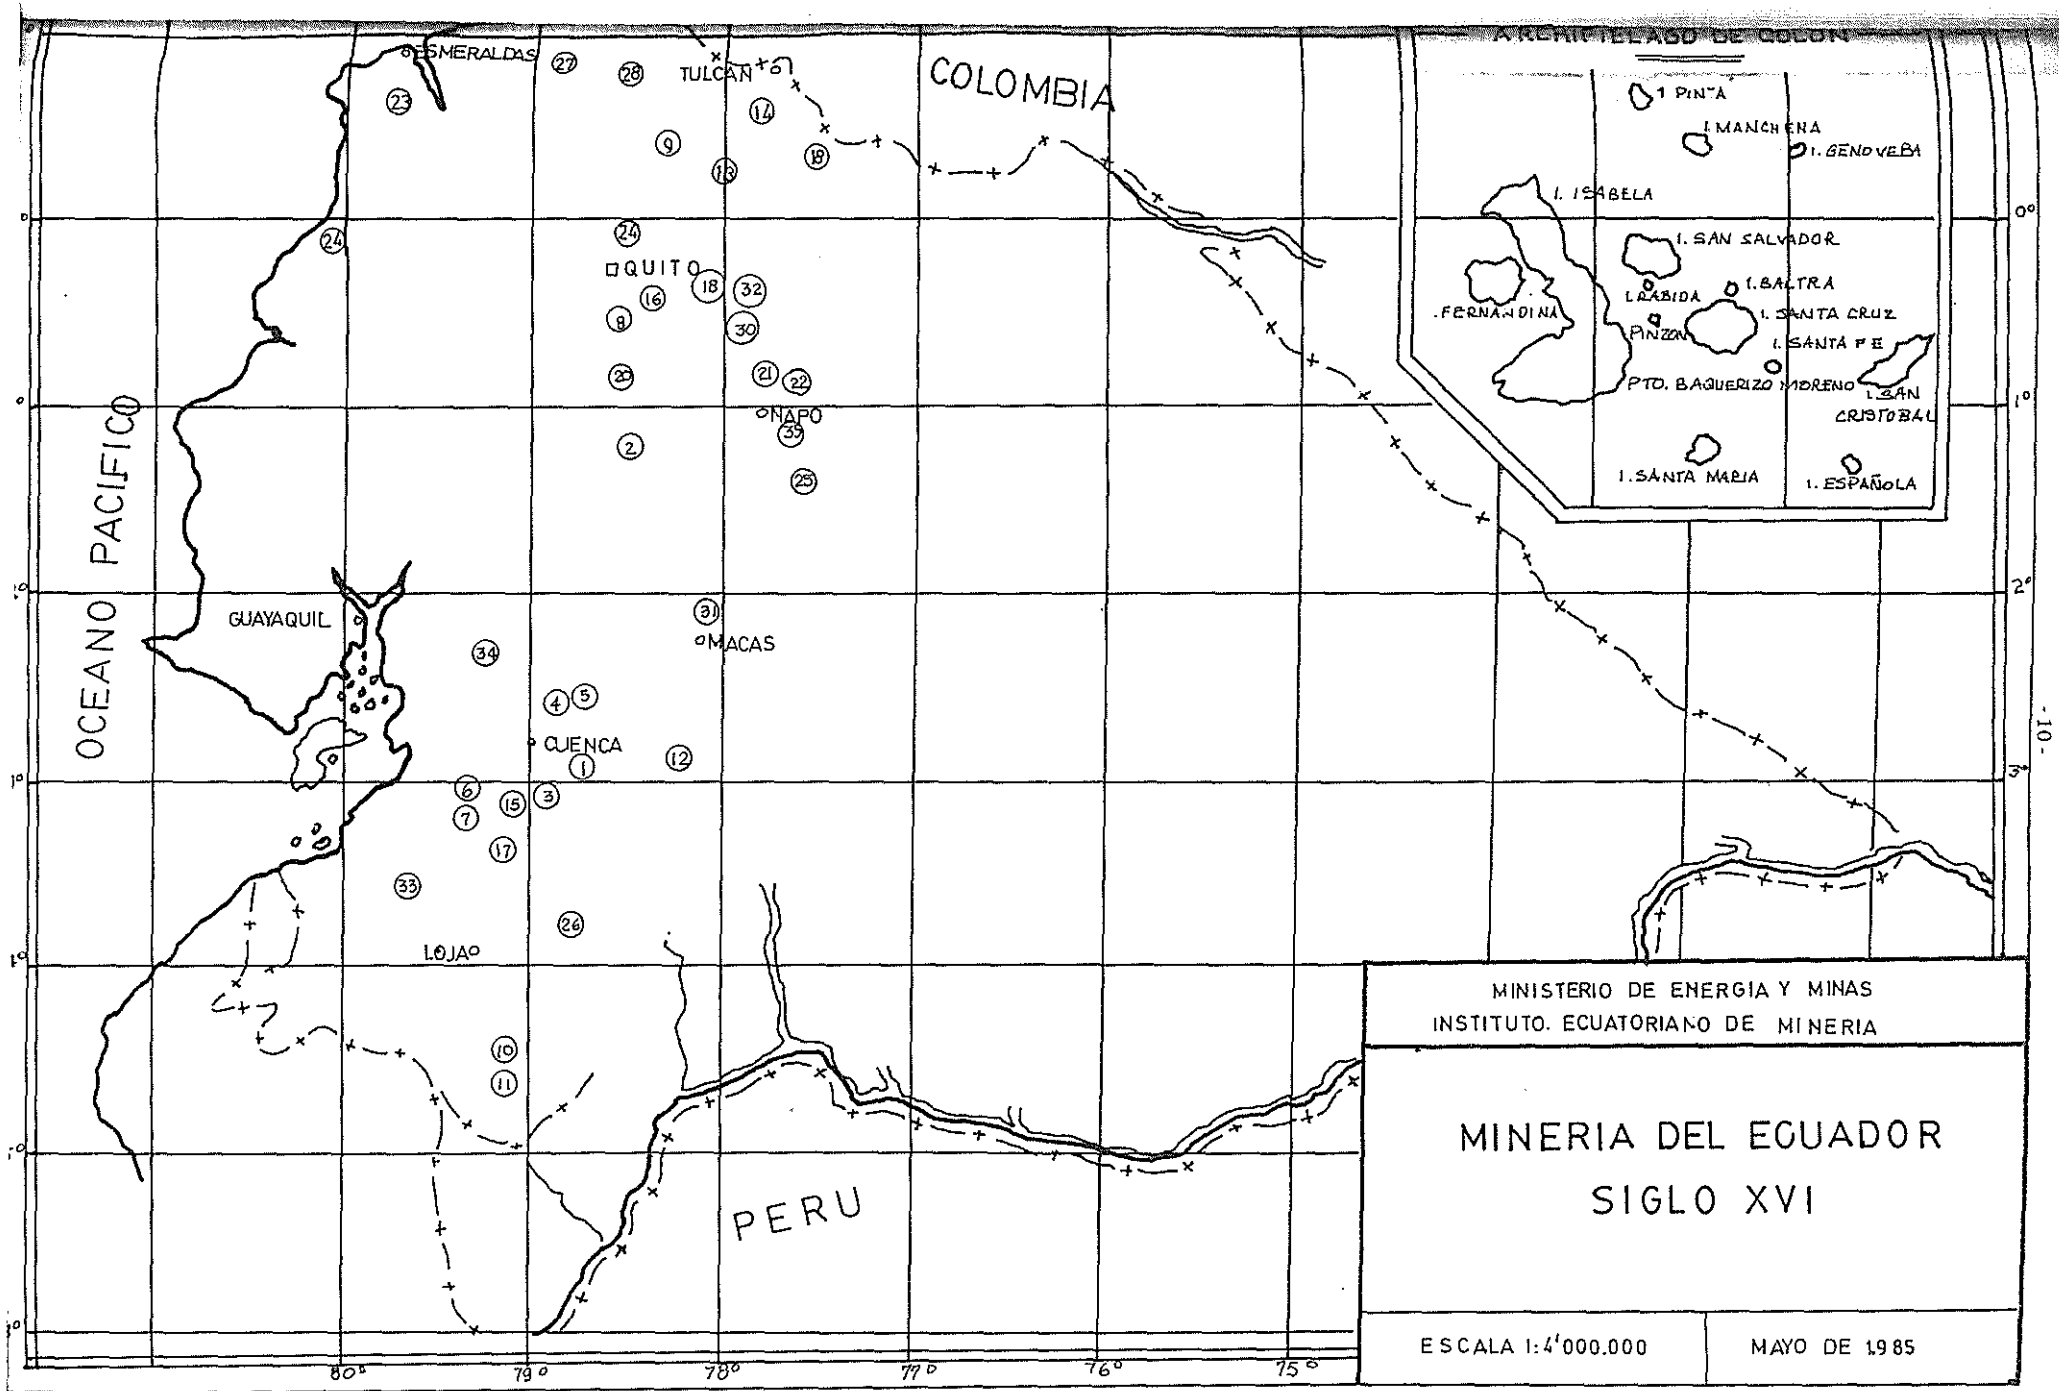 ARCHIPIELAGO DE COLON
ESMERALDAS
27
28
TULCAN
COLOMBIA
23
14
9
13
18
I PINTA
I. MANCHENA
I. GENOVEBA
I. ISABELA
0°
24
24
QUITO
18
32
16
8
30
I. SAN SALVADOR
I. RABIDA
I. BALTRA
FERNANDINA
PINZON
I. SANTA CRUZ
I. SANTA FE
20
21
22
PTO. BAQUERIZO MORENO
I. SAN
CRISTOBAL
1°
NAPO
35
2
25
I. SANTA MARIA
I. ESPAÑOLA
OCEANO PACIFICO
2°
GUAYAQUIL
31
MACAS
34
4
5
CUENCA
1
12
-10-
3°
6
15
3
7
17
33
26
LOJA
10
11
PERU
MINISTERIO DE ENERGIA Y MINAS
INSTITUTO. ECUATORIANO DE MINERIA
MINERIA DEL ECUADOR
SIGLO XVI
ESCALA 1:4'000.000
MAYO DE 1985
80°
79°
78°
77°
76°
75°